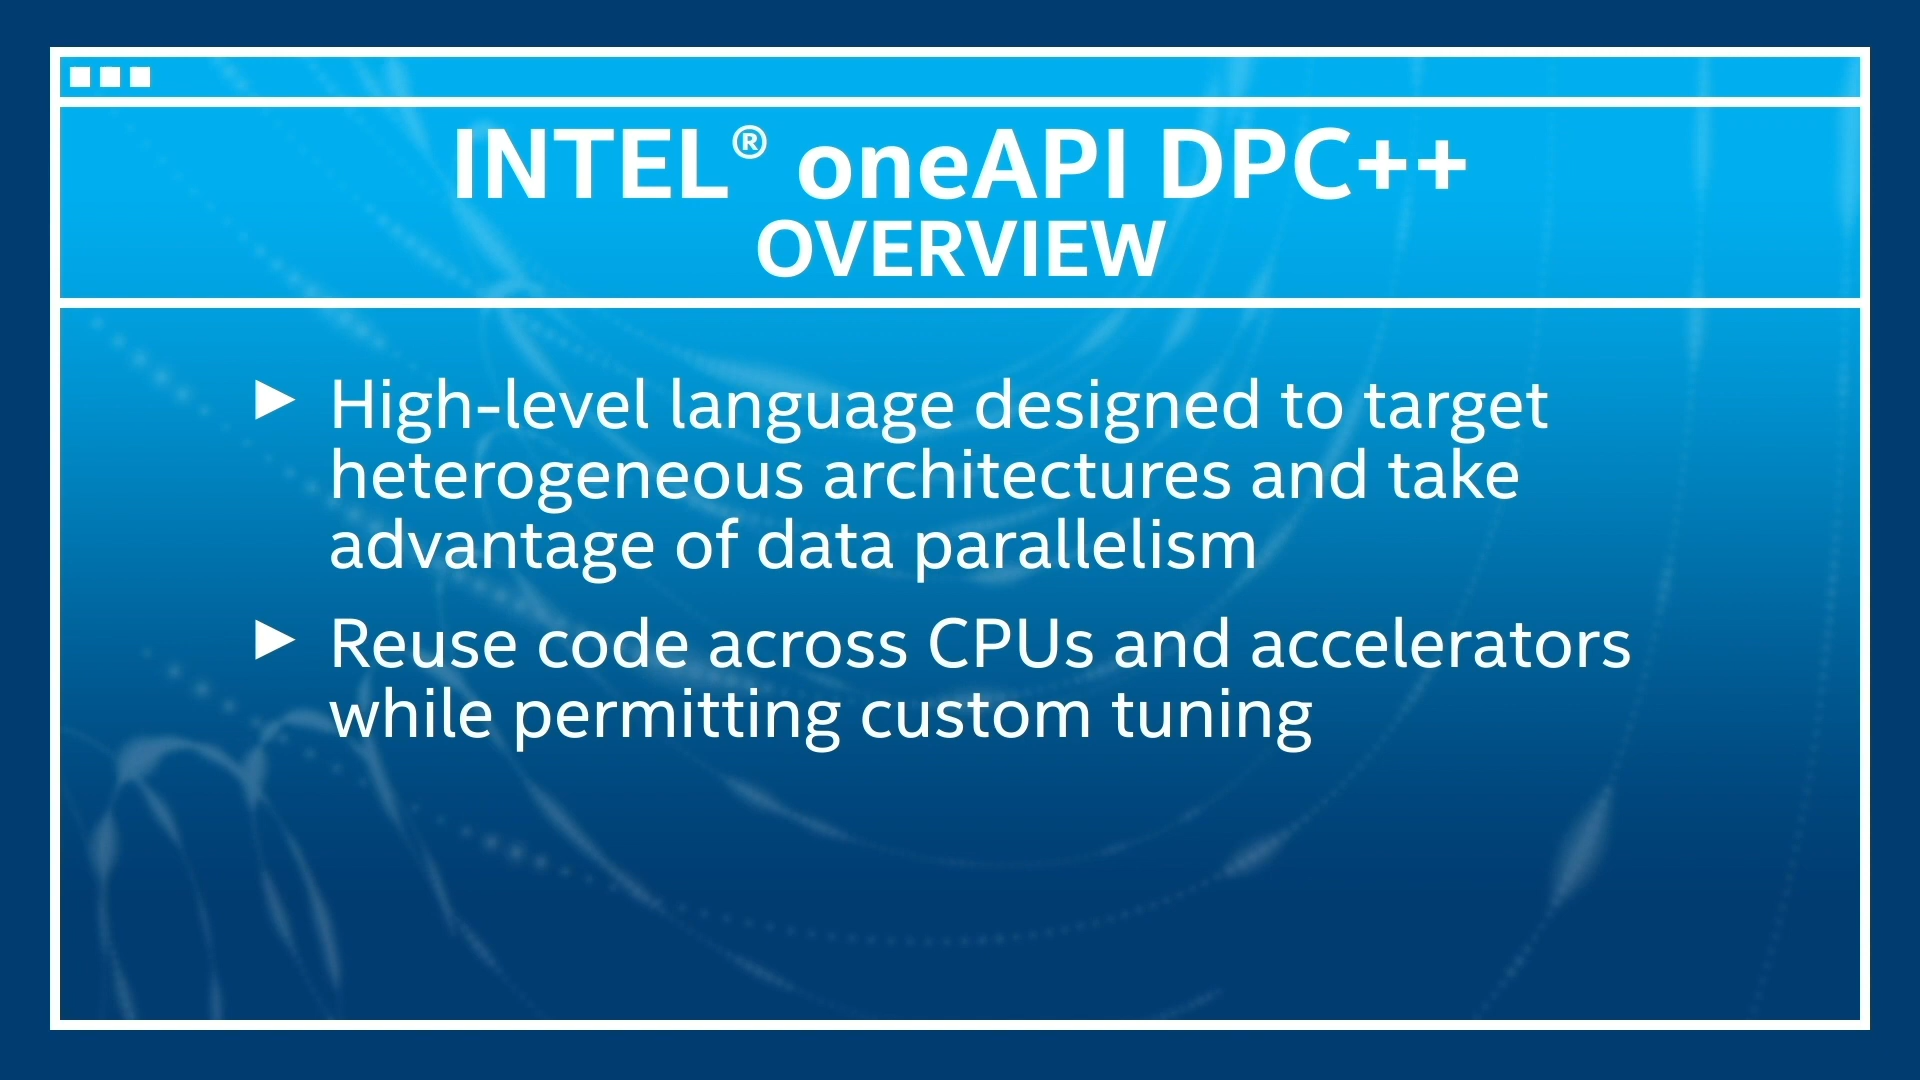 INTEL® oneAPI DPC++
OVERVIEW
► High-level language designed to target
heterogeneous architectures and take
advantage of data parallelism
► Reuse code across CPUs and accelerators
while permitting custom tuning